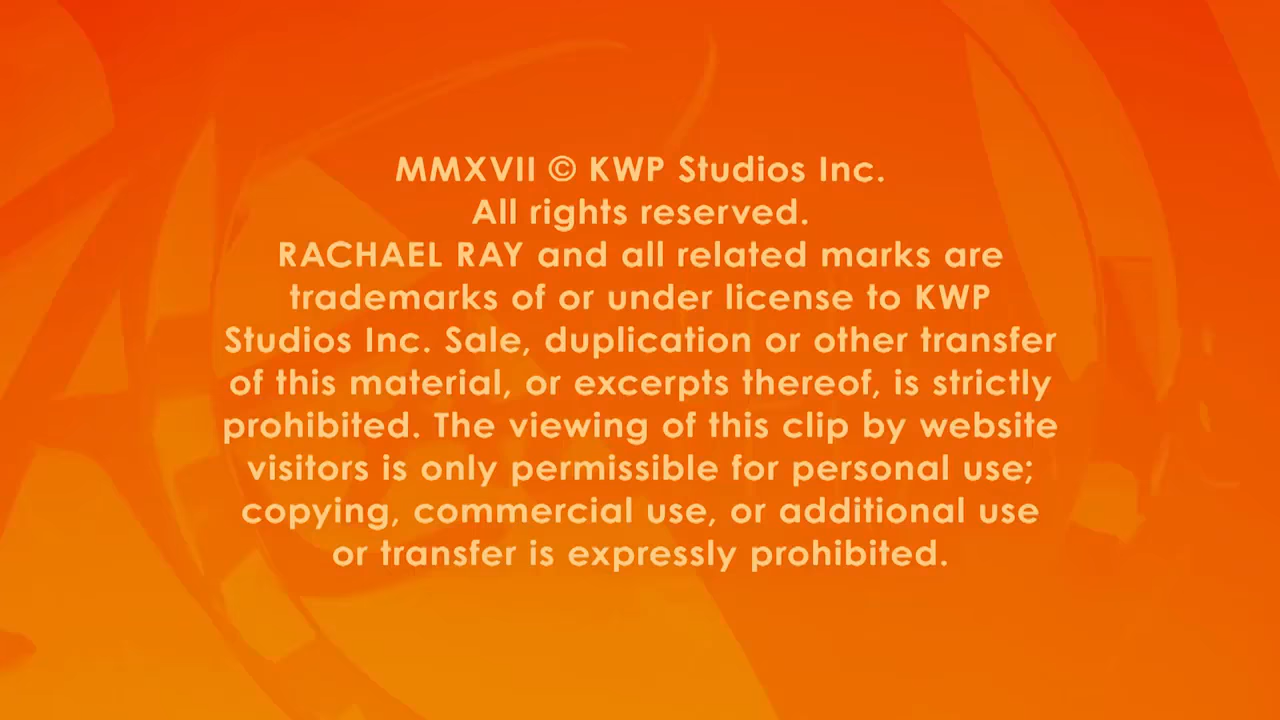 MMXVII © KWP Studios Inc.
All rights reserved.
RACHAEL RAY and all related marks are
trademarks of or under license to KWP
Studios Inc. Sale, duplication or other transfer
of this material, or excerpts thereof, is strictly
prohibited. The viewing of this clip by website
visitors is only permissible for personal use;
copying, commercial use, or additional use
or transfer is expressly prohibited.